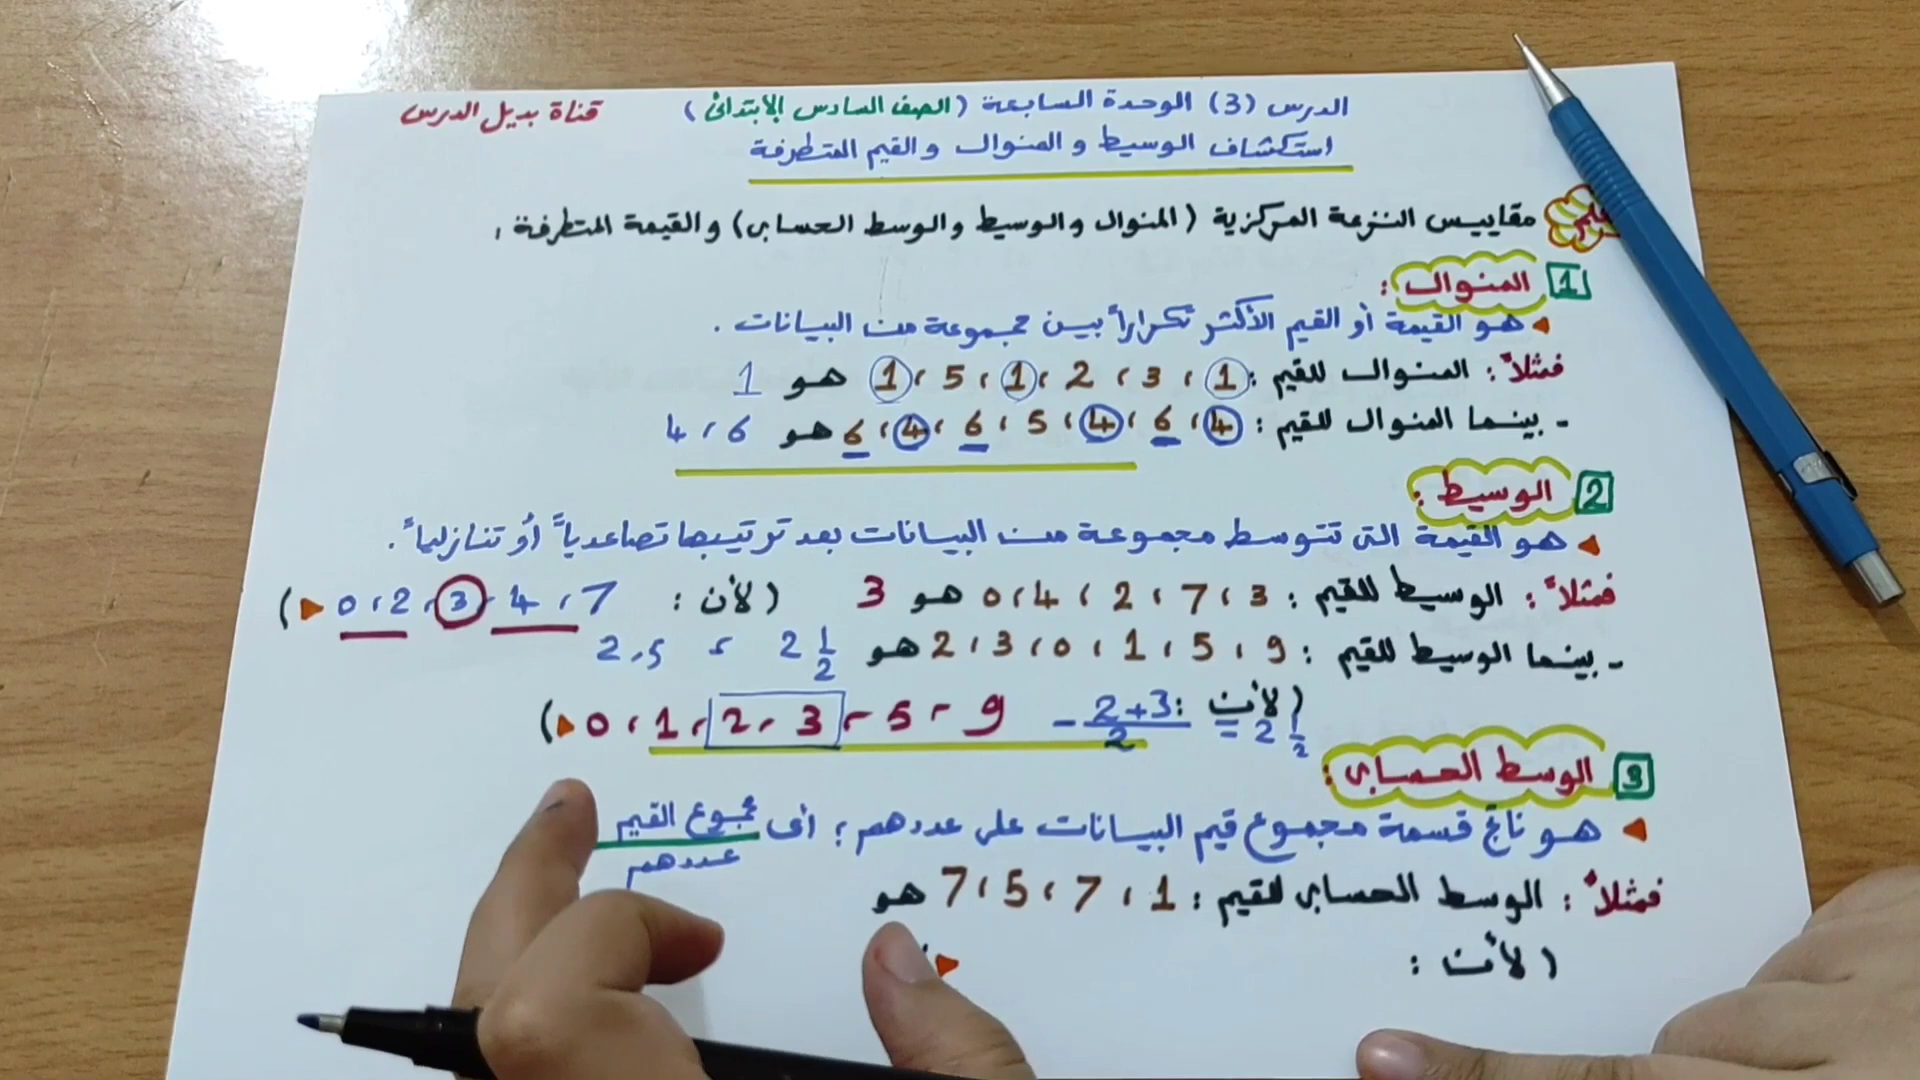 الدرس (3) الوحدة السابعة (الصف السادس الابتدائي)
قناة بديل الدرس
استكشاف الوسيط و المنوال و القيم المتطرفة
مقاييس النزعة المركزية (المنوال والوسيط والوسط الحسابى) والقيمة المتطرفة :
1 المنوال :
هو القيمة أو القيم الأكثر تكراراً بين مجموعة من البيانات .
فمثلاً : المنوال للقيم : 1 ، 3 ، 2 ، 1 ، 5 ، 1 هو 1
- بينما المنوال للقيم : 4 ، 6 ، 4 ، 5 ، 6 ، 4 ، 6 هو 6 ، 4
2 الوسيط :
هو القيمة التى تتوسط مجموعة من البيانات بعد ترتيبها تصاعدياً أو تنازلياً .
فمثلاً : الوسيط للقيم : 3 ، 7 ، 2 ، 4 ، 0 هو 3 (لأن : 7 ، 4 ، 3 ، 2 ، 0)
- بينما الوسيط للقيم : 9 ، 5 ، 1 ، 0 ، 3 ، 2 هو 2 1/2 ، 2,5
(لأن : 2+3/2 = 2 1/2 9 ، 5 ، 3 ، 2 ، 1 ، 0)
3 الوسط الحسابى :
هو ناتج قسمة مجموع قيم البيانات على عددهم ؛ أى مجموع القيم / عددهم
فمثلاً : الوسط الحسابى للقيم : 1 ، 7 ، 5 ، 7 هو
(لأن :